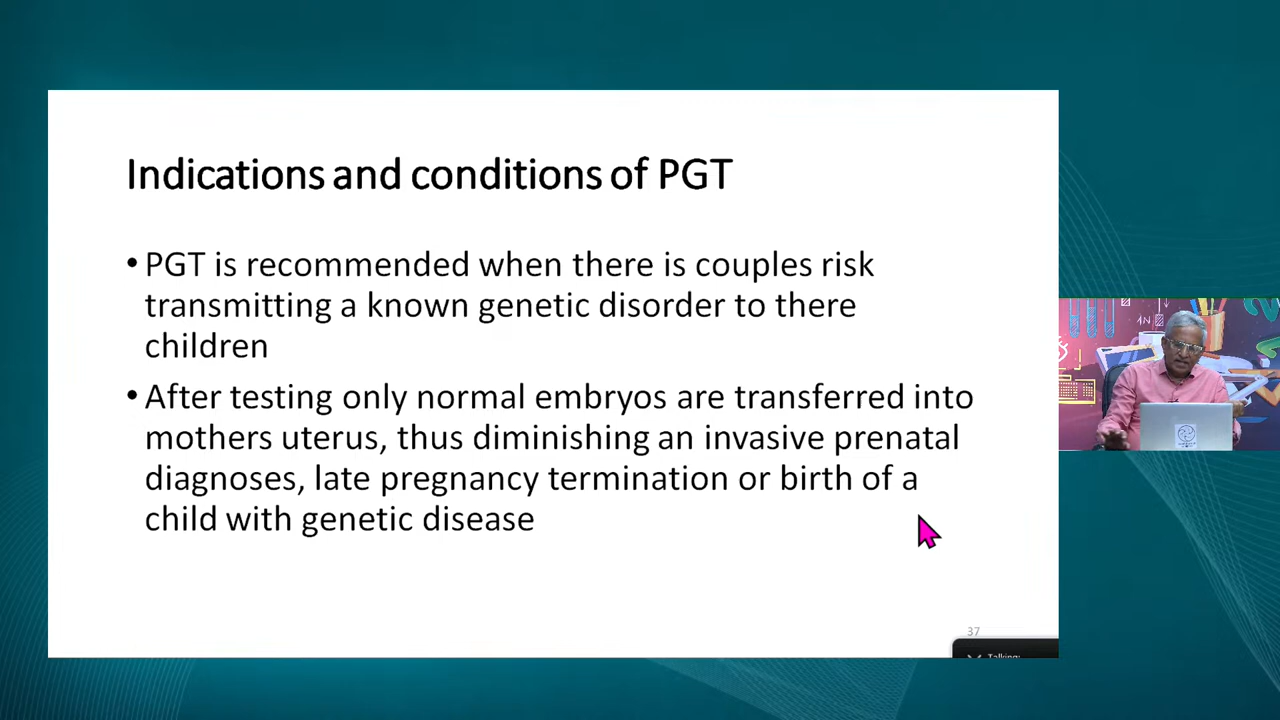 Indications and conditions of PGT
• PGT is recommended when there is couples risk
transmitting a known genetic disorder to there
children
• After testing only normal embryos are transferred into
mothers uterus, thus diminishing an invasive prenatal
diagnoses, late pregnancy termination or birth of a
child with genetic disease
37
Talking: